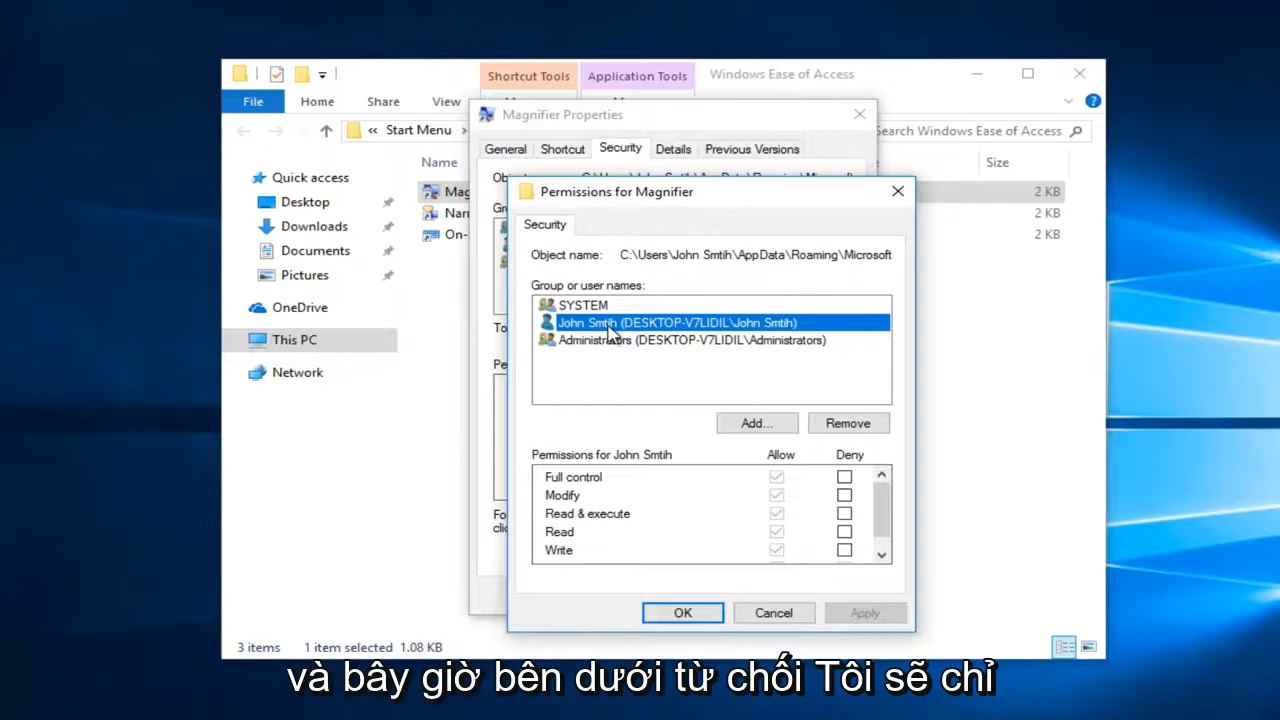 Shortcut Tools Application Tools Windows Ease of Access
File Home Share View
Magnifier Properties
Start Menu
Search Windows Ease of Access
General Shortcut Security Details Previous Versions
Name Size
Quick access
Desktop
Downloads
Documents
Pictures
OneDrive
This PC
Network
2 KB
2 KB
On- 2 KB
Permissions for Magnifier
Security
Object name: C:\Users\John Smtih\AppData\Roaming\Microsoft
Group or user names:
SYSTEM
John Smtih (DESKTOP-V7LIDIL\John Smtih)
Administrators (DESKTOP-V7LIDIL\Administrators)
Add... Remove
Permissions for John Smtih Allow Deny
Full control
Modify
Read & execute
Read
Write
OK Cancel Apply
3 items 1 item selected 1.08 KB
và bây giờ bên dưới từ chối Tôi sẽ chỉ